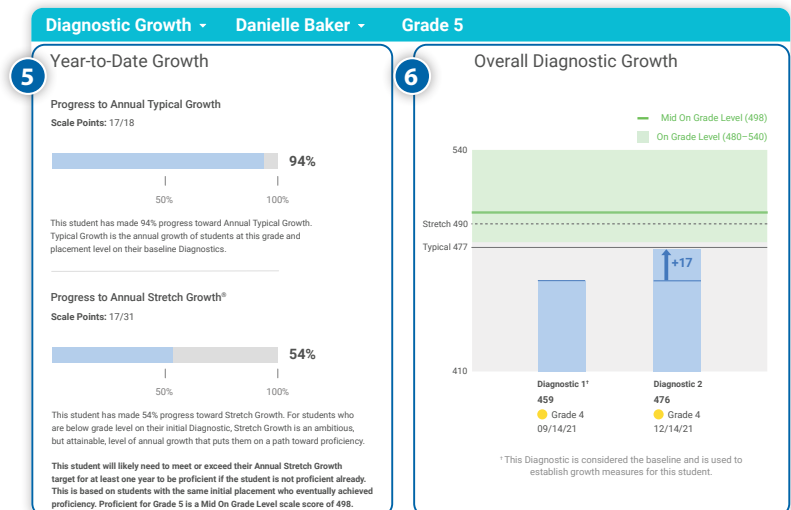 Diagnostic Growth Danielle Baker Grade 5
5
Year-to-Date Growth
Progress to Annual Typical Growth
Scale Points: 17/18
94%
50% 100%
This student has made 94% progress toward Annual Typical Growth.
Typical Growth is the annual growth of students at this grade and
placement level on their baseline Diagnostics.
Progress to Annual Stretch Growth®
Scale Points: 17/31
54%
50% 100%
This student has made 54% progress toward Stretch Growth. For students who
are below grade level on their initial Diagnostic, Stretch Growth is an ambitious,
but attainable, level of annual growth that puts them on a path toward proficiency.
This student will likely need to meet or exceed their Annual Stretch Growth
target for at least one year to be proficient if the student is not proficient already.
This is based on students with the same initial placement who eventually achieved
proficiency. Proficient for Grade 5 is a Mid On Grade Level scale score of 498.
6
Overall Diagnostic Growth
Mid On Grade Level (498)
On Grade Level (480–540)
540
Stretch 490
Typical 477
+17
410
Diagnostic 1† Diagnostic 2
459 476
Grade 4 Grade 4
09/14/21 12/14/21
†This Diagnostic is considered the baseline and is used to
establish growth measures for this student.